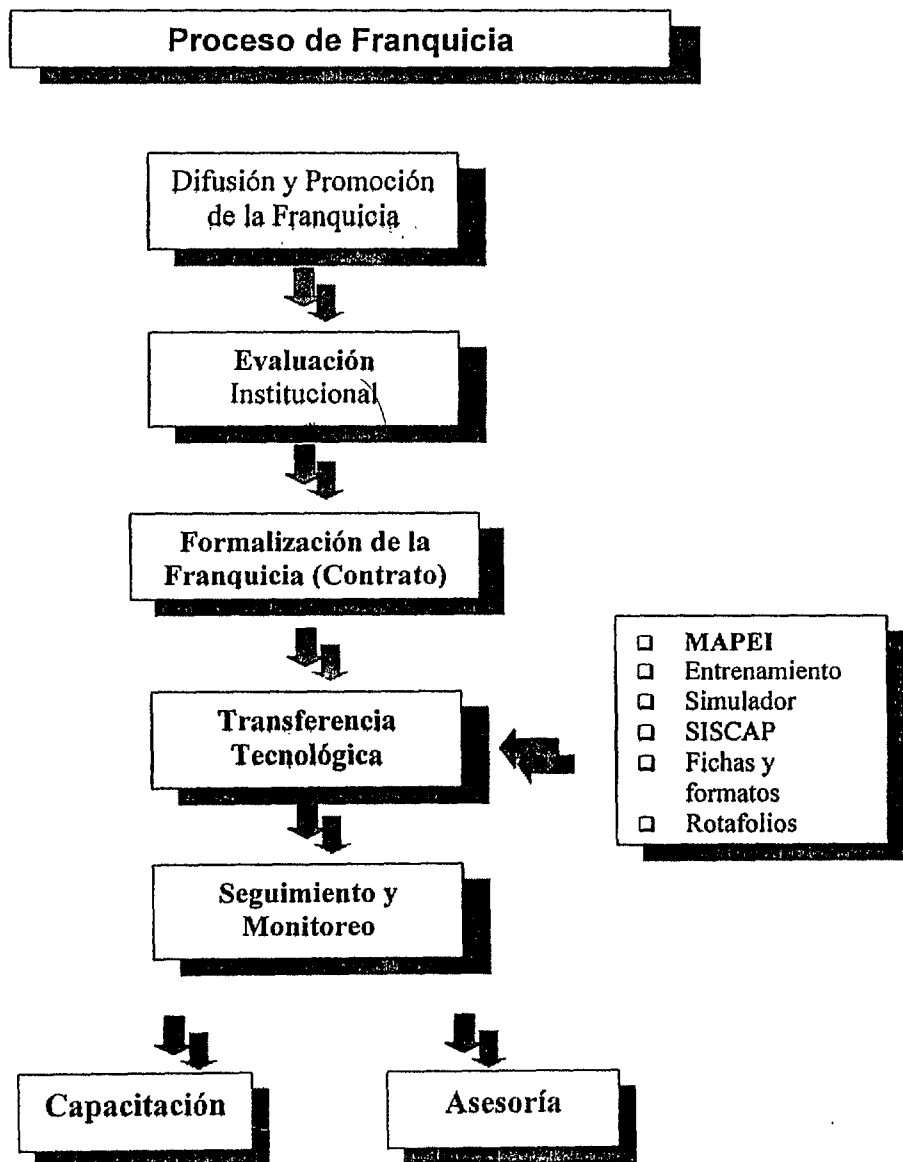 Proceso de Franquicia
Difusión y Promoción
de la Franquicia
Evaluación
Institucional
Formalización de la
Franquicia (Contrato)
Transferencia
Tecnológica
❑ MAPEI
❑ Entrenamiento
❑ Simulador
❑ SISCAP
❑ Fichas y
formatos
❑ Rotafolios
Seguimiento y
Monitoreo
Capacitación
Asesoría